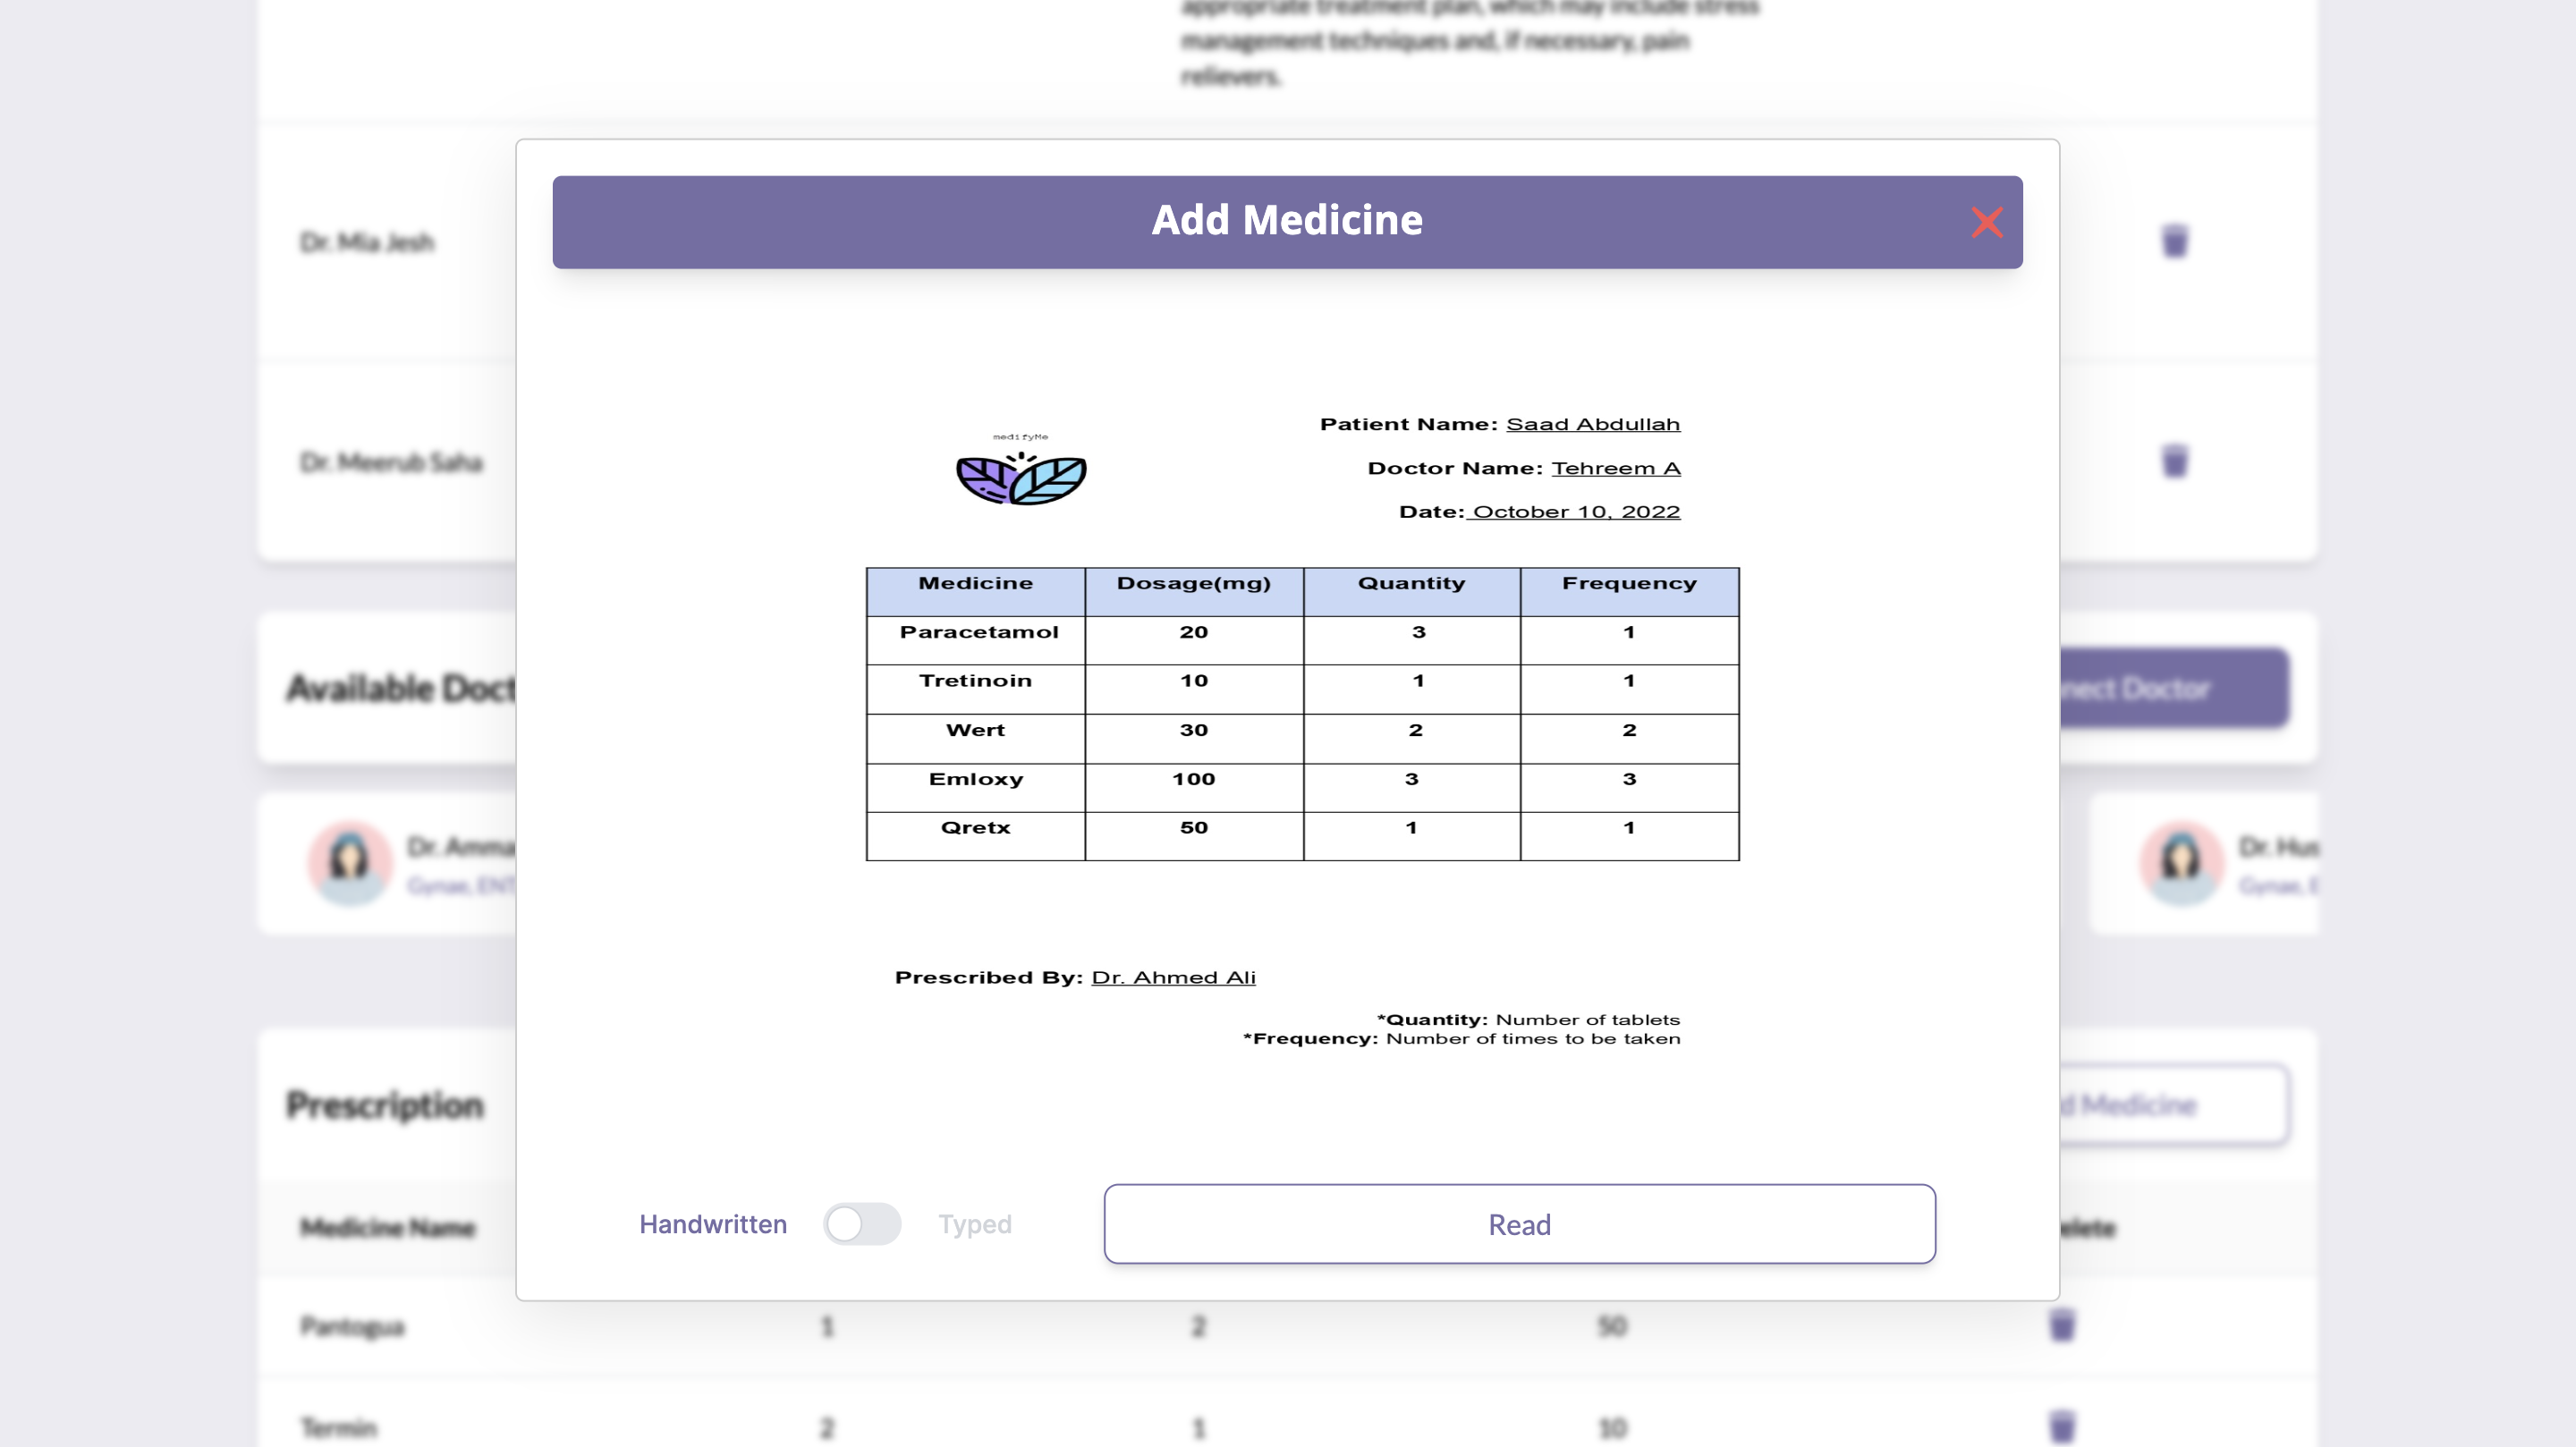 appropriate treatment plan, which may include stress
management techniques and, if necessary, pain
relievers.
Dr. Mia Jesh
Dr. Meerub Saha
Add Medicine
medifyMe
Patient Name: Saad Abdullah
Doctor Name: Tehreem A
Date: October 10, 2022
Medicine Dosage(mg) Quantity Frequency
Paracetamol 20 3 1
Tretinoin 10 1 1
Wert 30 2 2
Emloxy 100 3 3
Qretx 50 1 1
Prescribed By: Dr. Ahmed Ali
*Quantity: Number of tablets
*Frequency: Number of times to be taken
Handwritten Typed Read
Available Doct
nect Doctor
Dr. Amma
Gynae, ENT
Dr. Hus
Gynae, E
Prescription
d Medicine
Medicine Name
elete
Pantogua 1 2 50
Termin 2 1 10